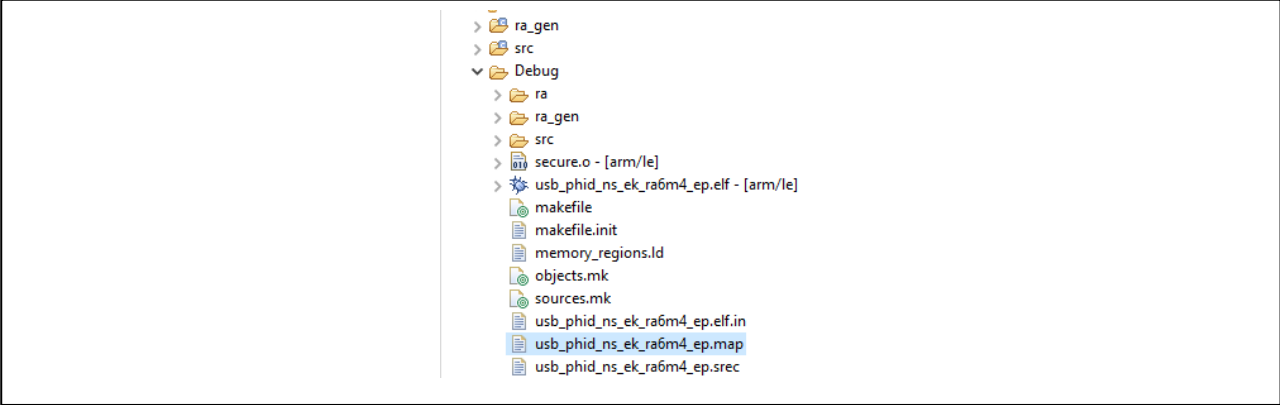 ra_gen
src
Debug
ra
ra_gen
src
secure.o - [arm/le]
usb_phid_ns_ek_ra6m4_ep.elf - [arm/le]
makefile
makefile.init
memory_regions.ld
objects.mk
sources.mk
usb_phid_ns_ek_ra6m4_ep.elf.in
usb_phid_ns_ek_ra6m4_ep.map
usb_phid_ns_ek_ra6m4_ep.srec